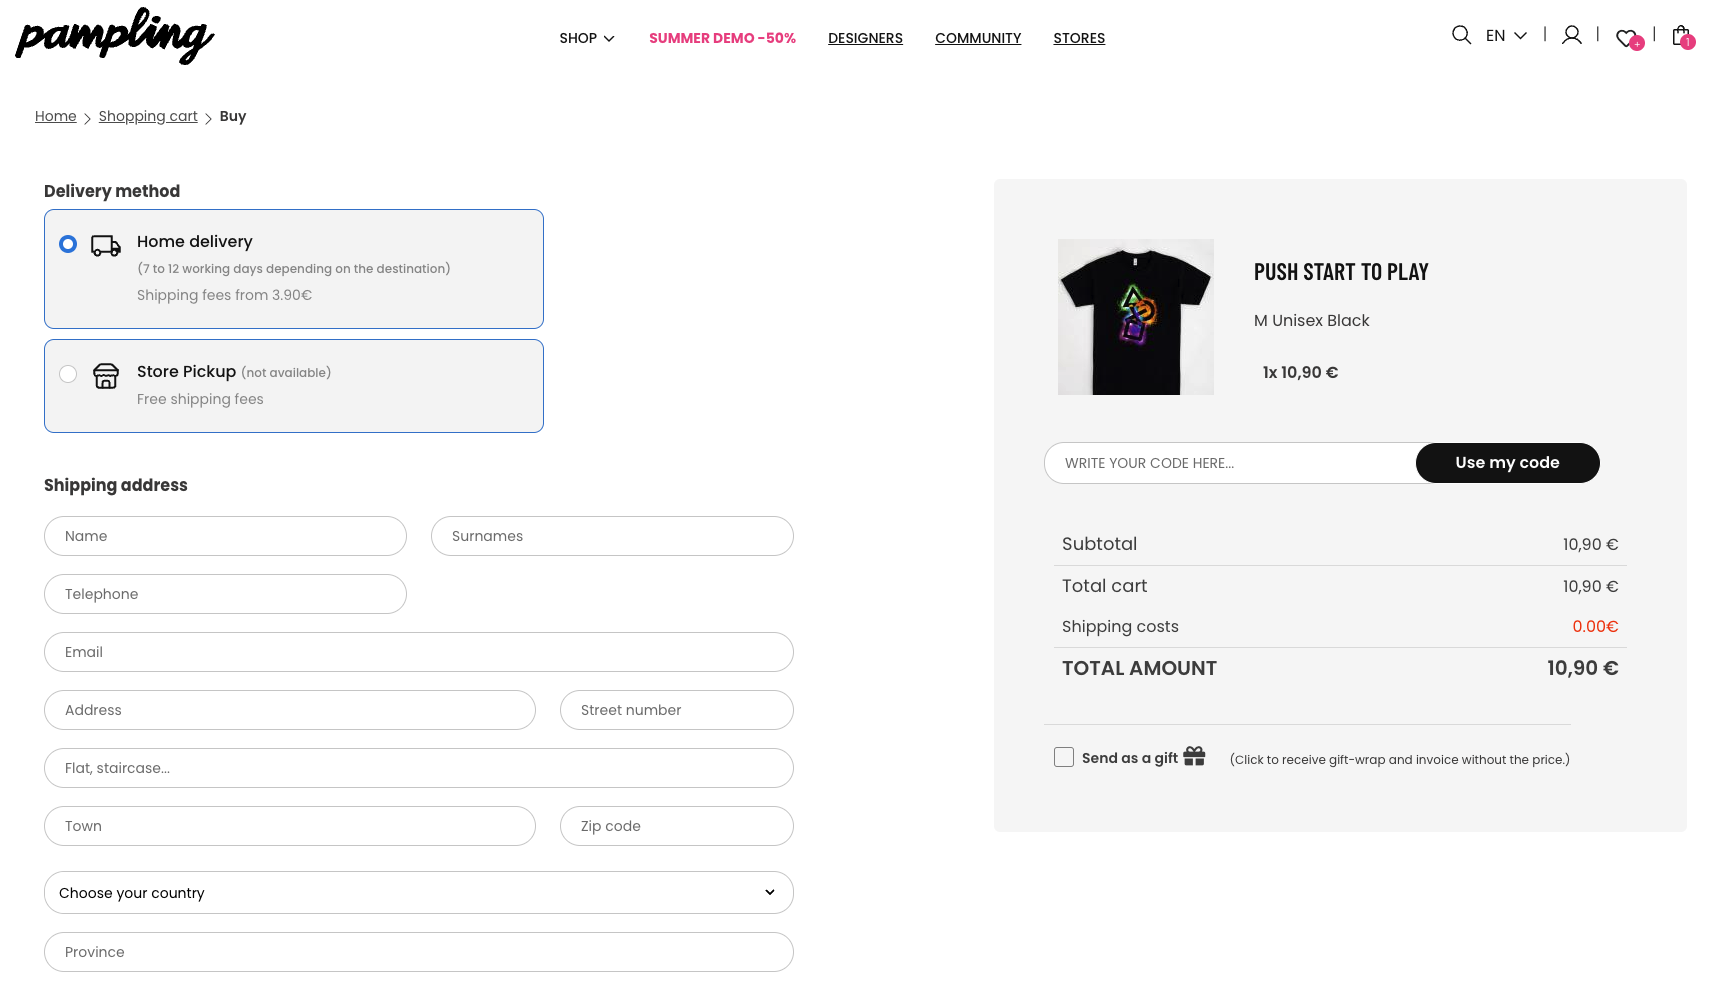 pampling
SHOP
SUMMER DEMO -50%
DESIGNERS
COMMUNITY
STORES
EN
+
1
Home
Shopping cart
Buy
Delivery method
Home delivery
(7 to 12 working days depending on the destination)
Shipping fees from 3.90€
Store Pickup (not available)
Free shipping fees
Shipping address
Name
Surnames
Telephone
Email
Address
Street number
Flat, staircase...
Town
Zip code
Choose your country
Province
PUSH START TO PLAY
M Unisex Black
1x 10,90 €
WRITE YOUR CODE HERE...
Use my code
Subtotal 10,90 €
Total cart 10,90 €
Shipping costs 0.00€
TOTAL AMOUNT 10,90 €
Send as a gift (Click to receive gift-wrap and invoice without the price.)